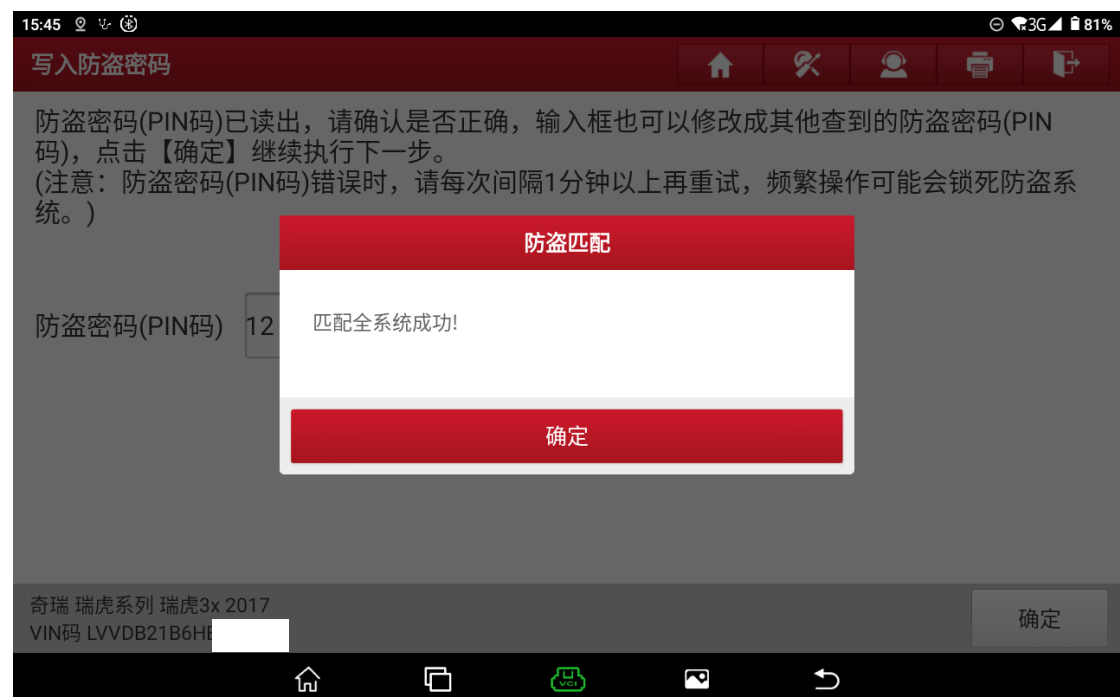 15:45
3G
81%
写入防盗密码
防盗密码(PIN码)已读出，请确认是否正确，输入框也可以修改成其他查到的防盗密码(PIN
码)，点击【确定】继续执行下一步。
(注意：防盗密码(PIN码)错误时，请每次间隔1分钟以上再重试，频繁操作可能会锁死防盗系
统。)
防盗匹配
匹配全系统成功!
确定
防盗密码(PIN码)
12
奇瑞 瑞虎系列 瑞虎3x 2017
VIN码 LVVDB21B6H
确定
VCI